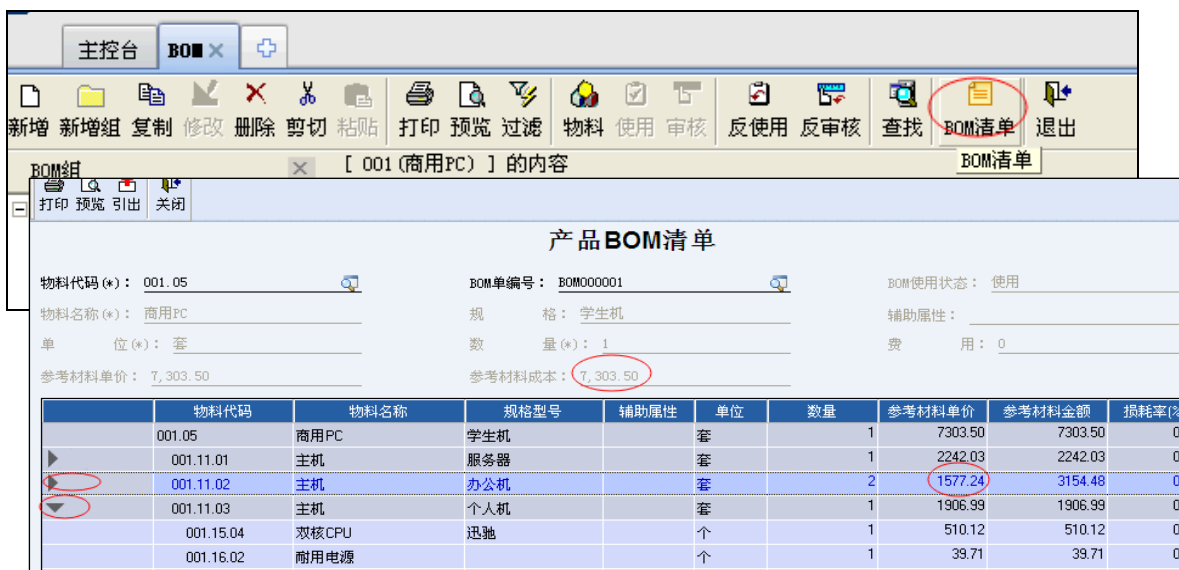 主控台 BOM
新增 新增组 复制 修改 删除 剪切 粘贴 打印 预览 过滤 物料 使用 审核 反使用 反审核 查找 BOM清单 退出
BOM组 [ 001(商用PC) ] 的内容 BOM清单
打印 预览 引出 关闭
产品BOM清单
物料代码(*): 001.05 BOM单编号: BOM000001 BOM使用状态: 使用
物料名称(*): 商用PC 规 格: 学生机 辅助属性:
单 位(*): 套 数 量(*): 1 费 用: 0
参考材料单价: 7,303.50 参考材料成本: 7,303.50
物料代码 物料名称 规格型号 辅助属性 单位 数量 参考材料单价 参考材料金额 损耗率(%
001.05 商用PC 学生机 套 1 7303.50 7303.50 0
001.11.01 主机 服务器 套 1 2242.03 2242.03 0
001.11.02 主机 办公机 套 2 1577.24 3154.48 0
001.11.03 主机 个人机 套 1 1906.99 1906.99 0
001.15.04 双核CPU 迅驰 个 1 510.12 510.12 0
001.16.02 耐用电源 个 1 39.71 39.71 0